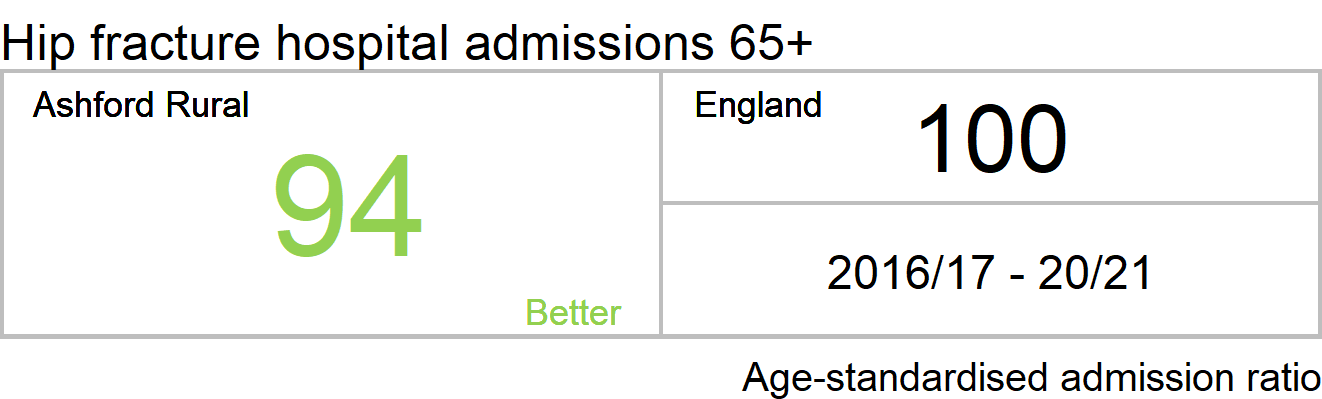 Hip fracture hospital admissions 65+
Ashford Rural
94
Better
England
100
2016/17 - 20/21
Age-standardised admission ratio